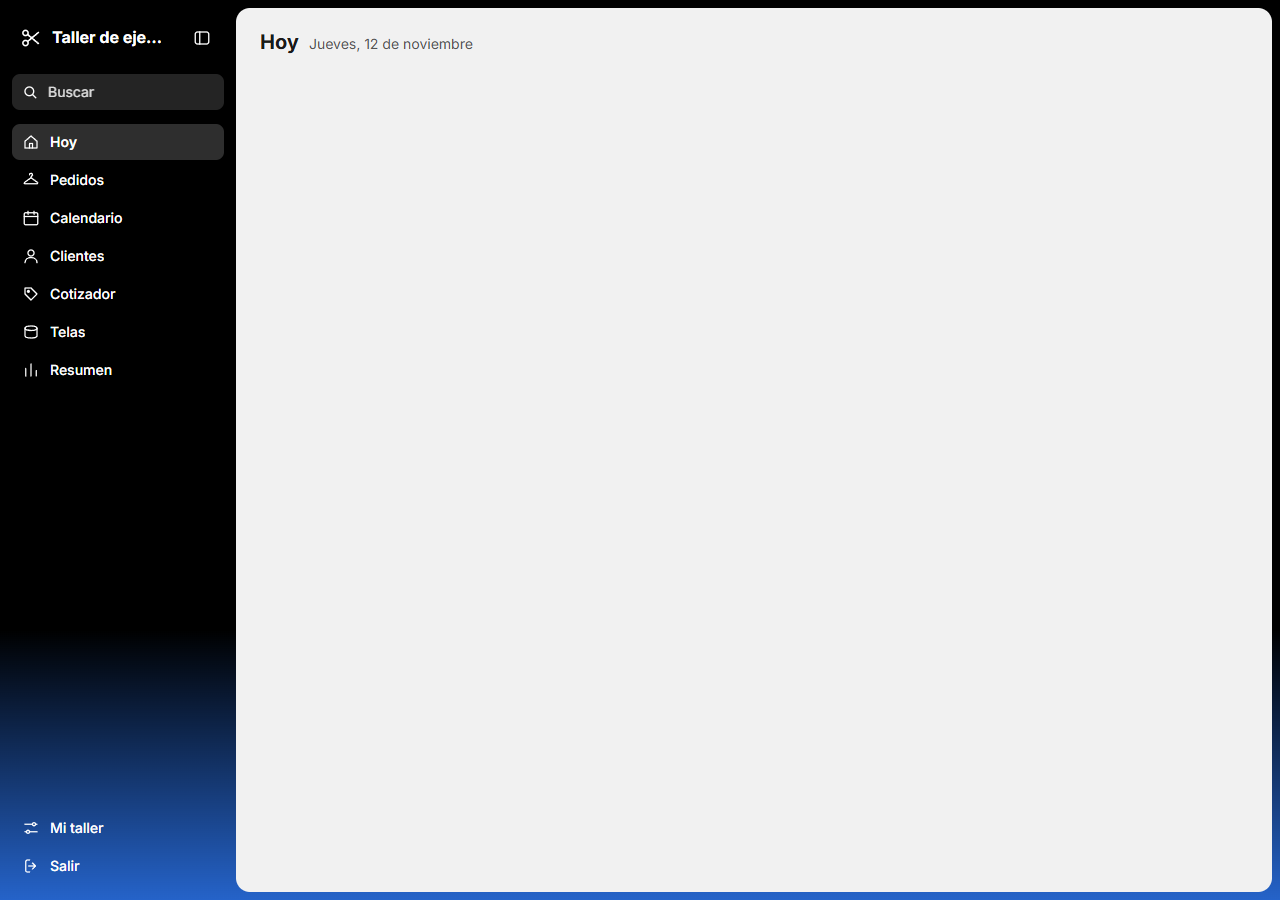 Taller de eje...
Buscar
Hoy
Pedidos
Calendario
Clientes
Cotizador
Telas
Resumen
Mi taller
Salir
Hoy Jueves, 12 de noviembre